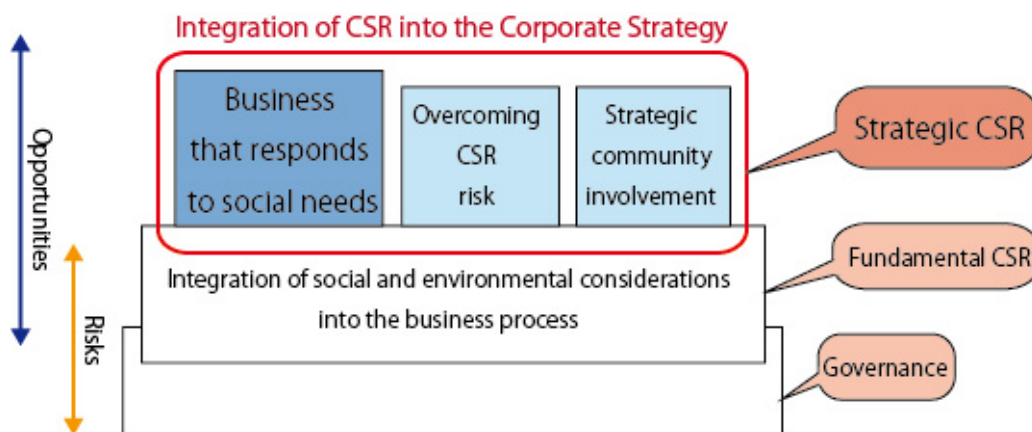 Integration of CSR into the Corporate Strategy
Opportunities
Risks
Business
that responds
to social needs
Overcoming
CSR
risk
Strategic
community
involvement
Strategic CSR
Integration of social and environmental considerations
into the business process
Fundamental CSR
Governance